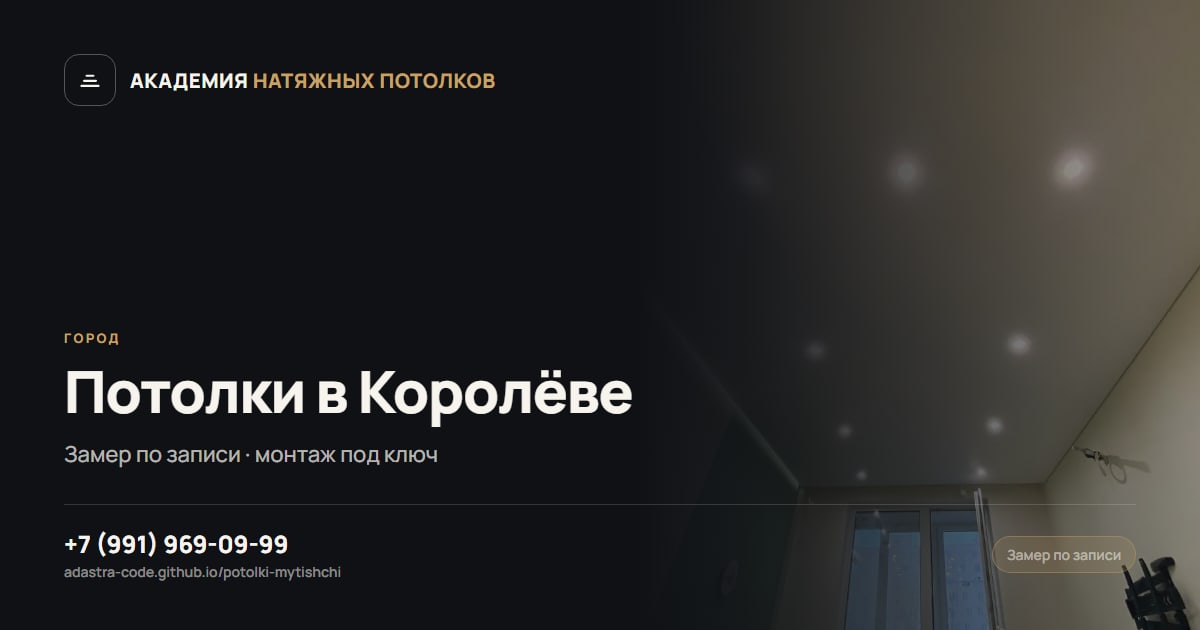 АКАДЕМИЯ НАТЯЖНЫХ ПОТОЛКОВ
ГОРОД
Потолки в Королёве
Замер по записи · монтаж под ключ
+7 (991) 969-09-99
adastra-code.github.io/potolki-mytishchi
Замер по записи